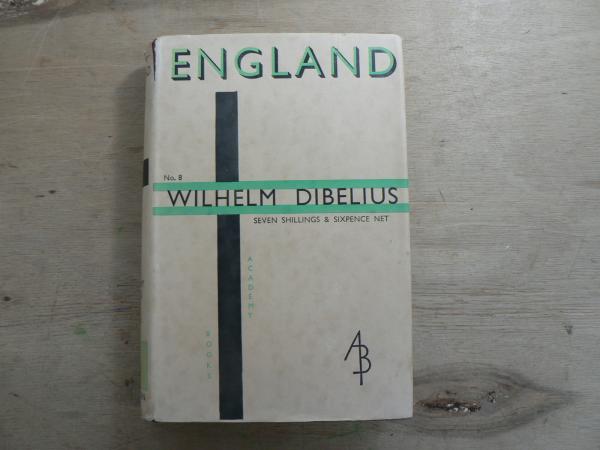 ENGLAND
No. 8
WILHELM DIBELIUS
SEVEN SHILLINGS & SIXPENCE NET
ACADEMY
BOOKS
AB